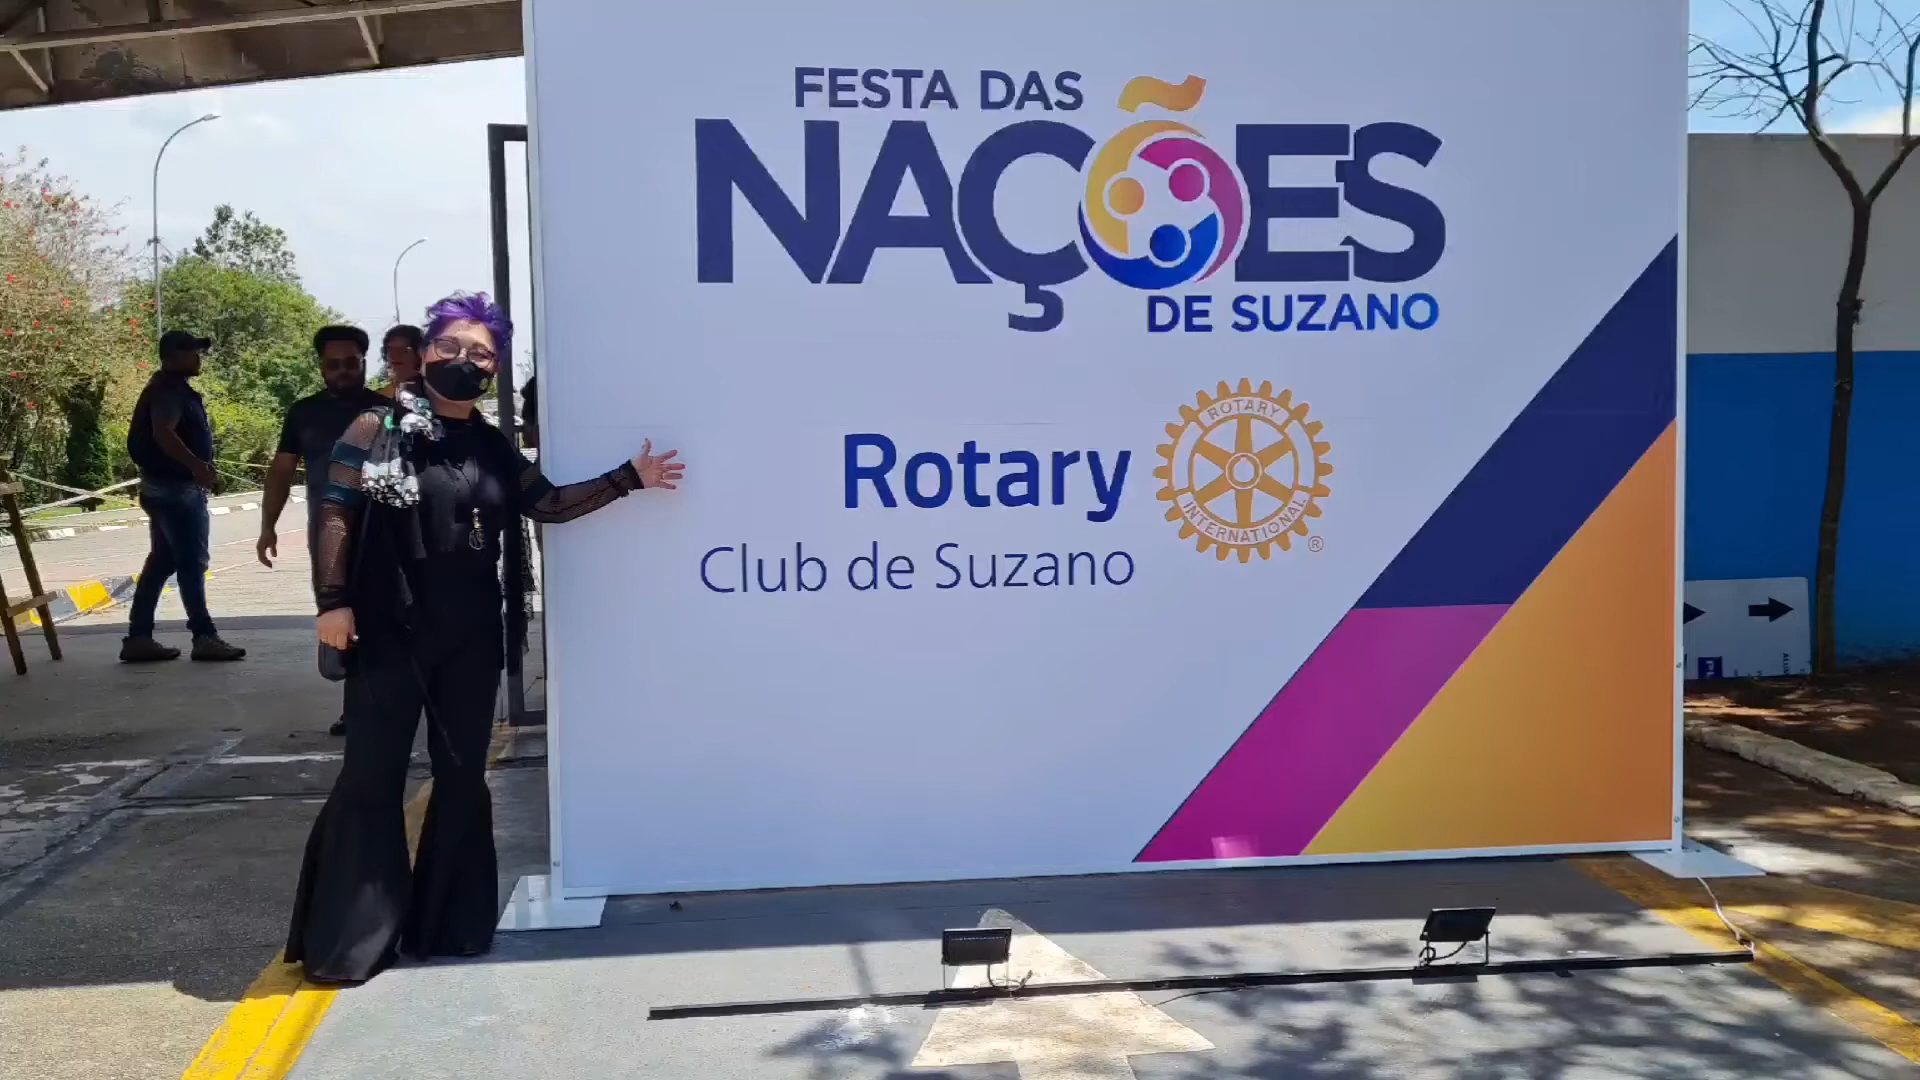 FESTA DAS
NAÇÕES
DE SUZANO
Rotary
Club de Suzano
ROTARY
INTERNATIONAL
®